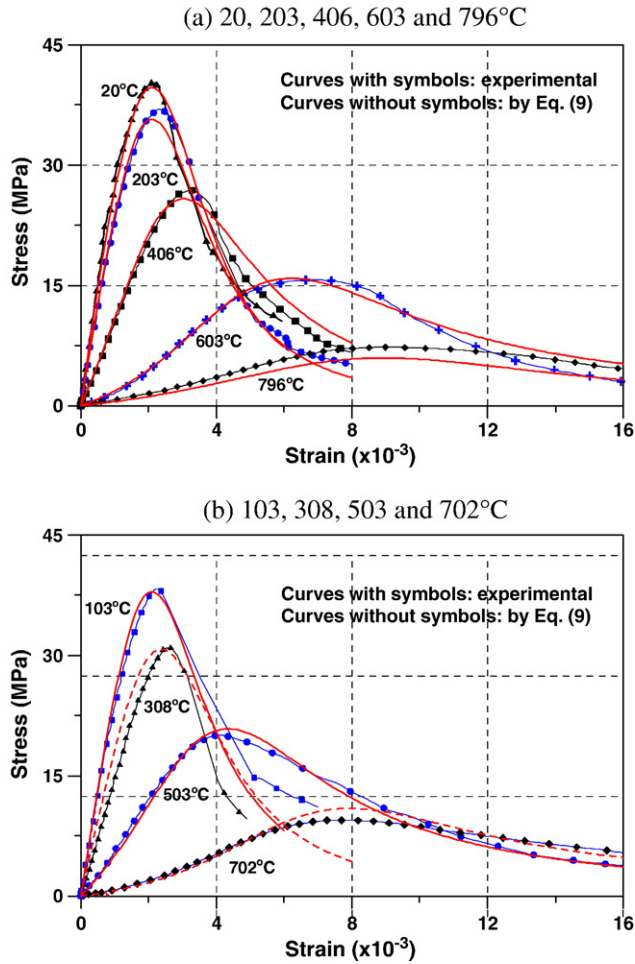 (a) 20, 203, 406, 603 and 796°C
45
30
15
0
Stress (MPa)
Curves with symbols: experimental
Curves without symbols: by Eq. (9)
20°C
203°C
406°C
603°C
796°C
0 4 8 12 16
Strain (x10-3)
(b) 103, 308, 503 and 702°C
45
30
15
0
Stress (MPa)
Curves with symbols: experimental
Curves without symbols: by Eq. (9)
103°C
308°C
503°C
702°C
0 4 8 12 16
Strain (x10-3)